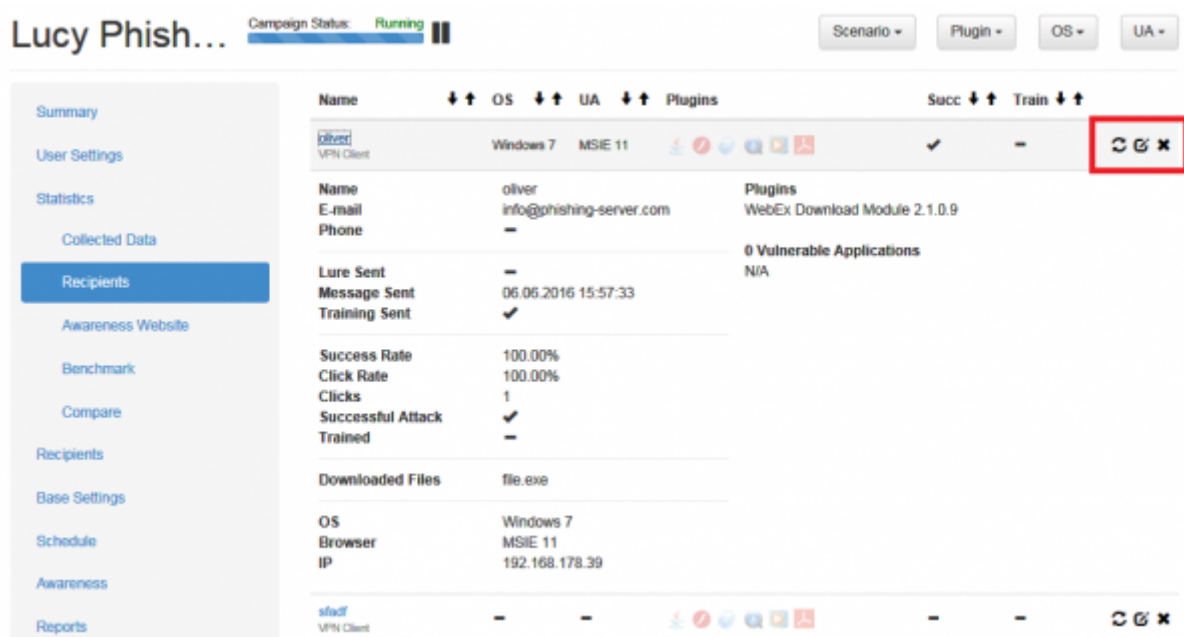 Lucy Phish...
Campaign Status: Running
Scenario
Plugin
OS
UA
Summary
User Settings
Statistics
Collected Data
Recipients
Awareness Website
Benchmark
Compare
Recipients
Base Settings
Schedule
Awareness
Reports
Name OS UA Plugins Succ Train
oliver Windows 7 MSIE 11
VPN Client
Name oliver
E-mail info@phishing-server.com
Phone –
Lure Sent –
Message Sent 06.06.2016 15:57:33
Training Sent ✔
Success Rate 100.00%
Click Rate 100.00%
Clicks 1
Successful Attack ✔
Trained –
Downloaded Files file.exe
OS Windows 7
Browser MSIE 11
IP 192.168.178.39
Plugins
WebEx Download Module 2.1.0.9
0 Vulnerable Applications
N/A
sfadf – – – –
VPN Client